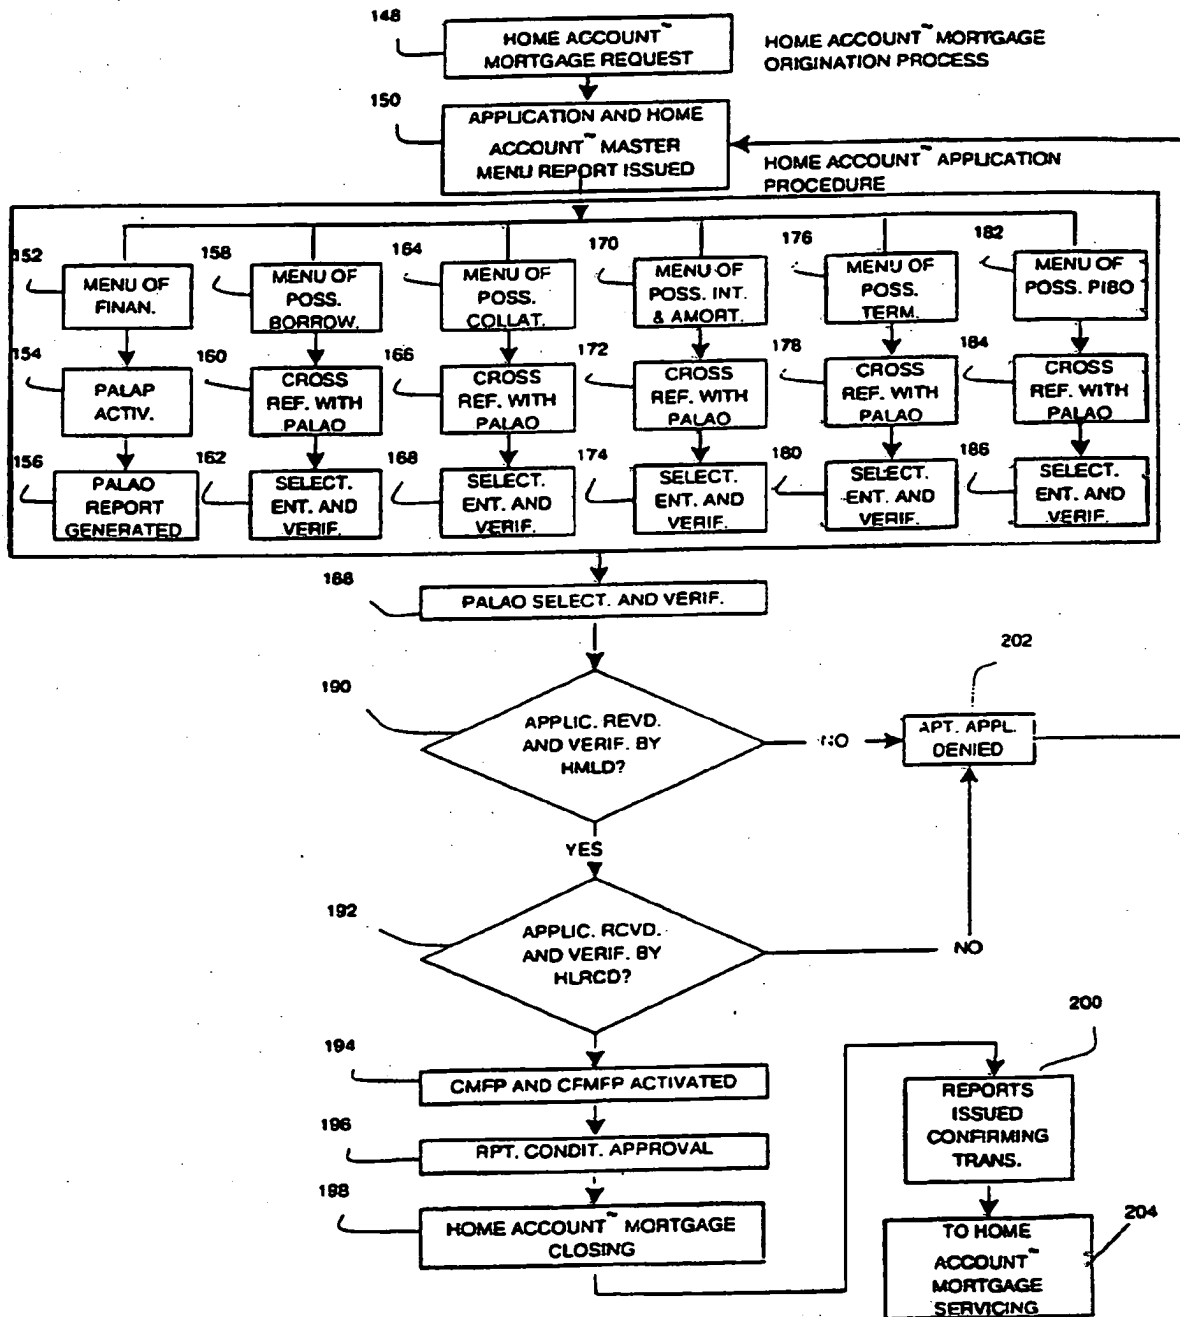 148
HOME ACCOUNT~
MORTGAGE REQUEST
HOME ACCOUNT~ MORTGAGE
ORIGINATION PROCESS
150
APPLICATION AND HOME
ACCOUNT~ MASTER
MENU REPORT ISSUED
HOME ACCOUNT~ APPLICATION
PROCEDURE
152
MENU OF
FINAN.
158
MENU OF
POSS.
BORROW.
164
MENU OF
POSS.
COLLAT.
170
MENU OF
POSS. INT.
& AMORT.
176
MENU OF
POSS.
TERM.
182
MENU OF
POSS. PIBO
154
PALAP
ACTIV.
160
CROSS
REF. WITH
PALAO
166
CROSS
REF. WITH
PALAO
172
CROSS
REF. WITH
PALAO
178
CROSS
REF. WITH
PALAO
184
CROSS
REF. WITH
PALAO
156
PALAO
REPORT
GENERATED
162
SELECT.
ENT. AND
VERIF.
168
SELECT.
ENT. AND
VERIF.
174
SELECT.
ENT. AND
VERIF.
180
SELECT.
ENT. AND
VERIF.
186
SELECT.
ENT. AND
VERIF.
188
PALAO SELECT. AND VERIF.
190
APPLIC. REVD.
AND VERIF. BY
HMLD?
NO
202
APT. APPL.
DENIED
YES
192
APPLIC. RCVD.
AND VERIF. BY
HLRCD?
NO
194
CMFP AND CFMFP ACTIVATED
196
RPT. CONDIT. APPROVAL
198
HOME ACCOUNT~ MORTGAGE
CLOSING
200
REPORTS
ISSUED
CONFIRMING
TRANS.
204
TO HOME
ACCOUNT~
MORTGAGE
SERVICING